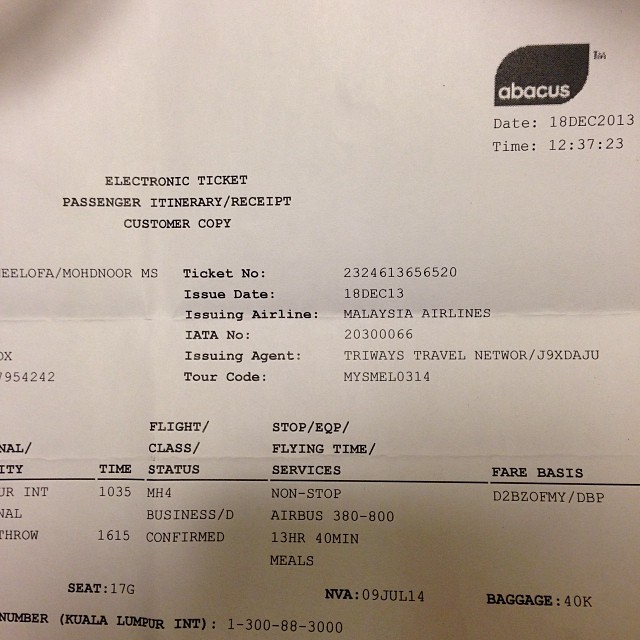 abacus TM
Date: 18DEC2013
Time: 12:37:23
ELECTRONIC TICKET
PASSENGER ITINERARY/RECEIPT
CUSTOMER COPY
EELOFA/MOHDNOOR MS Ticket No: 2324613656520
Issue Date: 18DEC13
Issuing Airline: MALAYSIA AIRLINES
IATA No: 20300066
OX Issuing Agent: TRIWAYS TRAVEL NETWOR/J9XDAJU
7954242 Tour Code: MYSMEL0314
FLIGHT/ STOP/EQP/
NAL/ CLASS/ FLYING TIME/
ITY TIME STATUS SERVICES FARE BASIS
UR INT 1035 MH4 NON-STOP D2BZOFMY/DBP
NAL BUSINESS/D AIRBUS 380-800
THROW 1615 CONFIRMED 13HR 40MIN
MEALS
SEAT:17G NVA:09JUL14 BAGGAGE:40K
NUMBER (KUALA LUMPUR INT): 1-300-88-3000